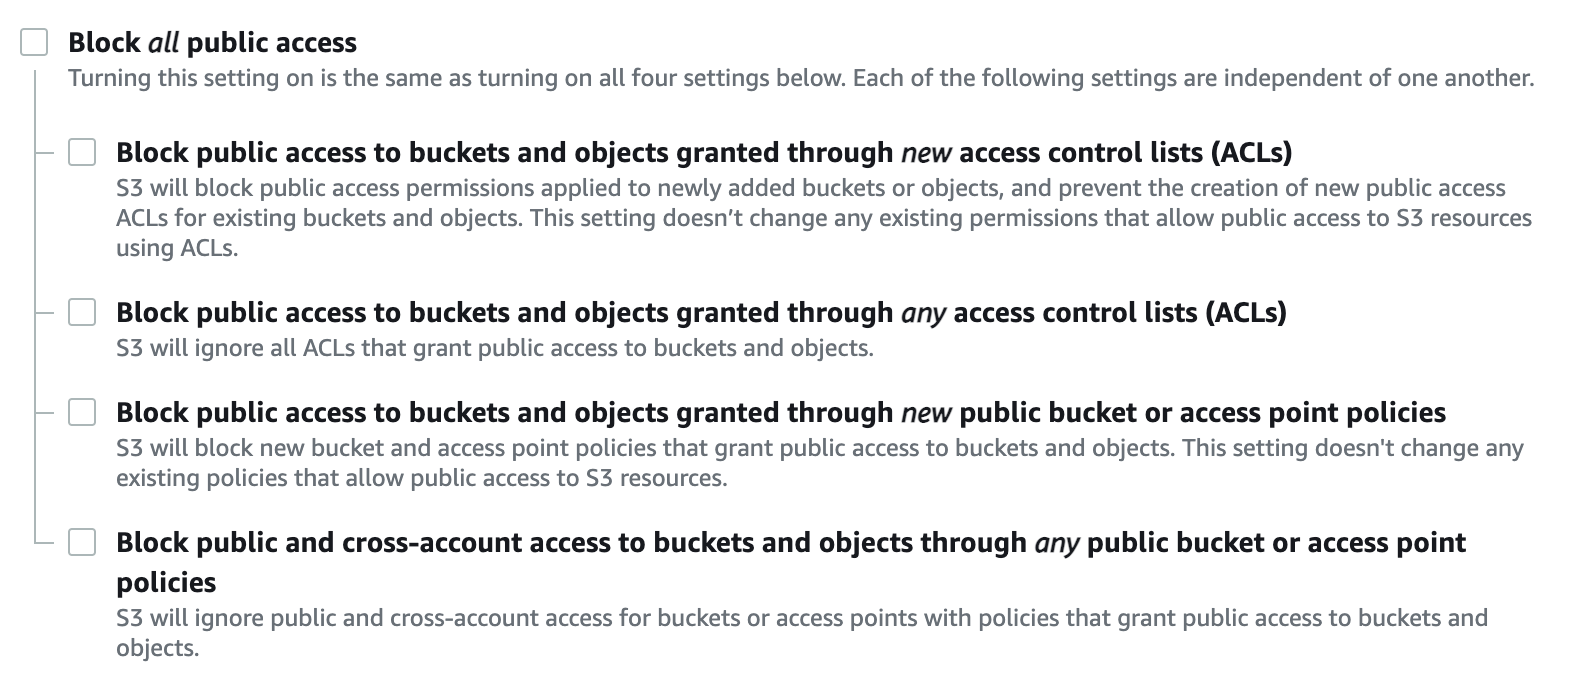 Block all public access
Turning this setting on is the same as turning on all four settings below. Each of the following settings are independent of one another.
Block public access to buckets and objects granted through new access control lists (ACLs)
S3 will block public access permissions applied to newly added buckets or objects, and prevent the creation of new public access
ACLs for existing buckets and objects. This setting doesn’t change any existing permissions that allow public access to S3 resources
using ACLs.
Block public access to buckets and objects granted through any access control lists (ACLs)
S3 will ignore all ACLs that grant public access to buckets and objects.
Block public access to buckets and objects granted through new public bucket or access point policies
S3 will block new bucket and access point policies that grant public access to buckets and objects. This setting doesn't change any
existing policies that allow public access to S3 resources.
Block public and cross-account access to buckets and objects through any public bucket or access point
policies
S3 will ignore public and cross-account access for buckets or access points with policies that grant public access to buckets and
objects.